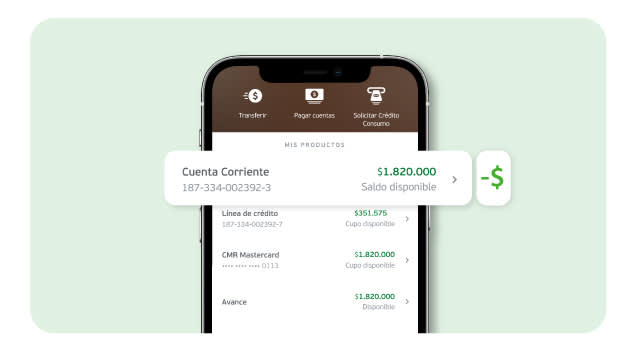 Transferir
Pagar cuentas
Solicitar Crédito
Consumo
MIS PRODUCTOS
Cuenta Corriente
$1.820.000
187-334-002392-3
Saldo disponible
-$
Línea de crédito
$351.575
187-334-002392-7
Cupo disponible
CMR Mastercard
$1.820.000
•••• •••• •••• 0113
Cupo disponible
Avance
$1.820.000
Disponible